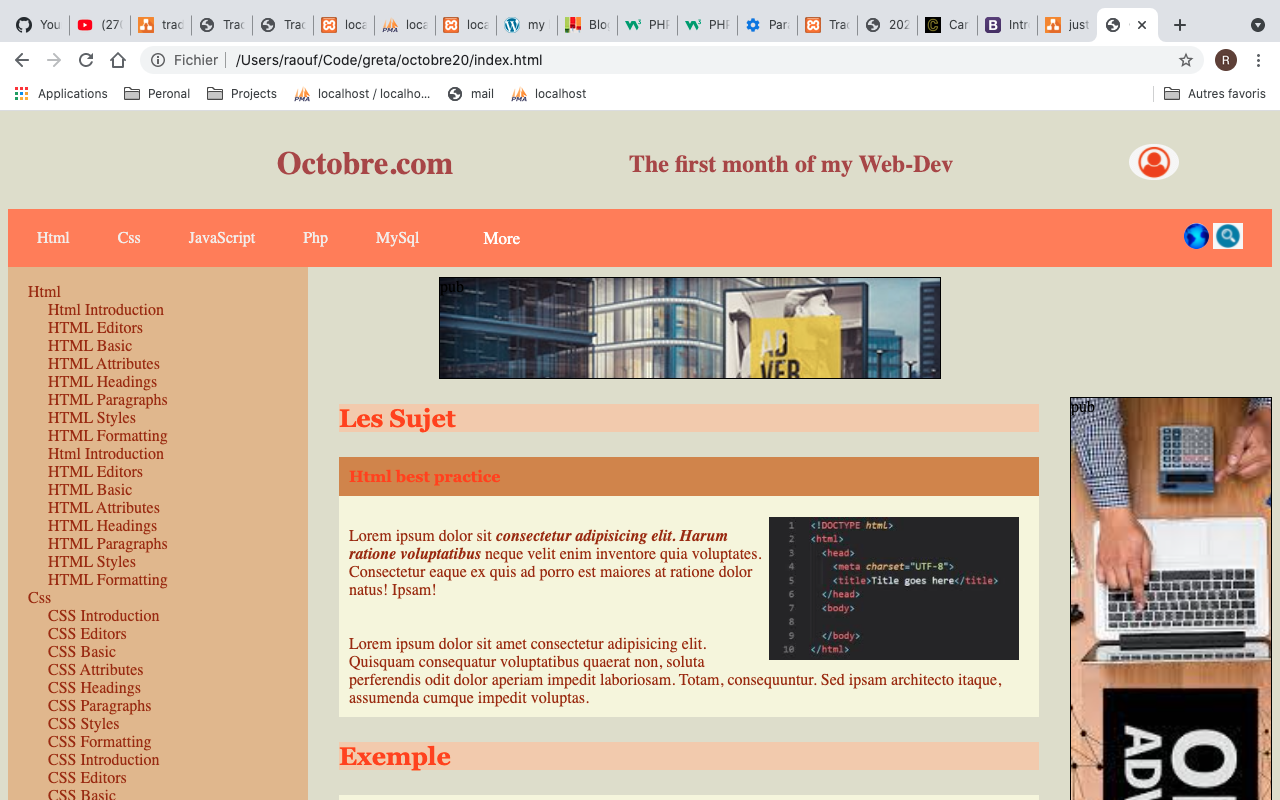 You (270 trac Trac Trac loca loca loca my Blog PHP PHP Para Trac 202 Car Intr just
Fichier /Users/raouf/Code/greta/octobre20/index.html R
Applications Peronal Projects localhost / localho... mail localhost Autres favoris
Octobre.com The first month of my Web-Dev
Html Css JavaScript Php MySql More
pub
Html
Html Introduction
HTML Editors
HTML Basic
HTML Attributes
HTML Headings
HTML Paragraphs
HTML Styles
HTML Formatting
Html Introduction
HTML Editors
HTML Basic
HTML Attributes
HTML Headings
HTML Paragraphs
HTML Styles
HTML Formatting
Css
CSS Introduction
CSS Editors
CSS Basic
CSS Attributes
CSS Headings
CSS Paragraphs
CSS Styles
CSS Formatting
CSS Introduction
CSS Editors
CSS Basic
AD
VER
Les Sujet
Html best practice
Lorem ipsum dolor sit consectetur adipisicing elit. Harum
ratione voluptatibus neque velit enim inventore quia voluptates.
Consectetur eaque ex quis ad porro est maiores at ratione dolor
natus! Ipsam!
1 <!DOCTYPE html>
2 <html>
3 <head>
4 <meta charset="UTF-8">
5 <title>Title goes here</title>
6 </head>
7 <body>
8
9 </body>
10 </html>
Lorem ipsum dolor sit amet consectetur adipisicing elit.
Quisquam consequatur voluptatibus quaerat non, soluta
perferendis odit dolor aperiam impedit laboriosam. Totam, consequuntur. Sed ipsam architecto itaque,
assumenda cumque impedit voluptas.
Exemple
pub